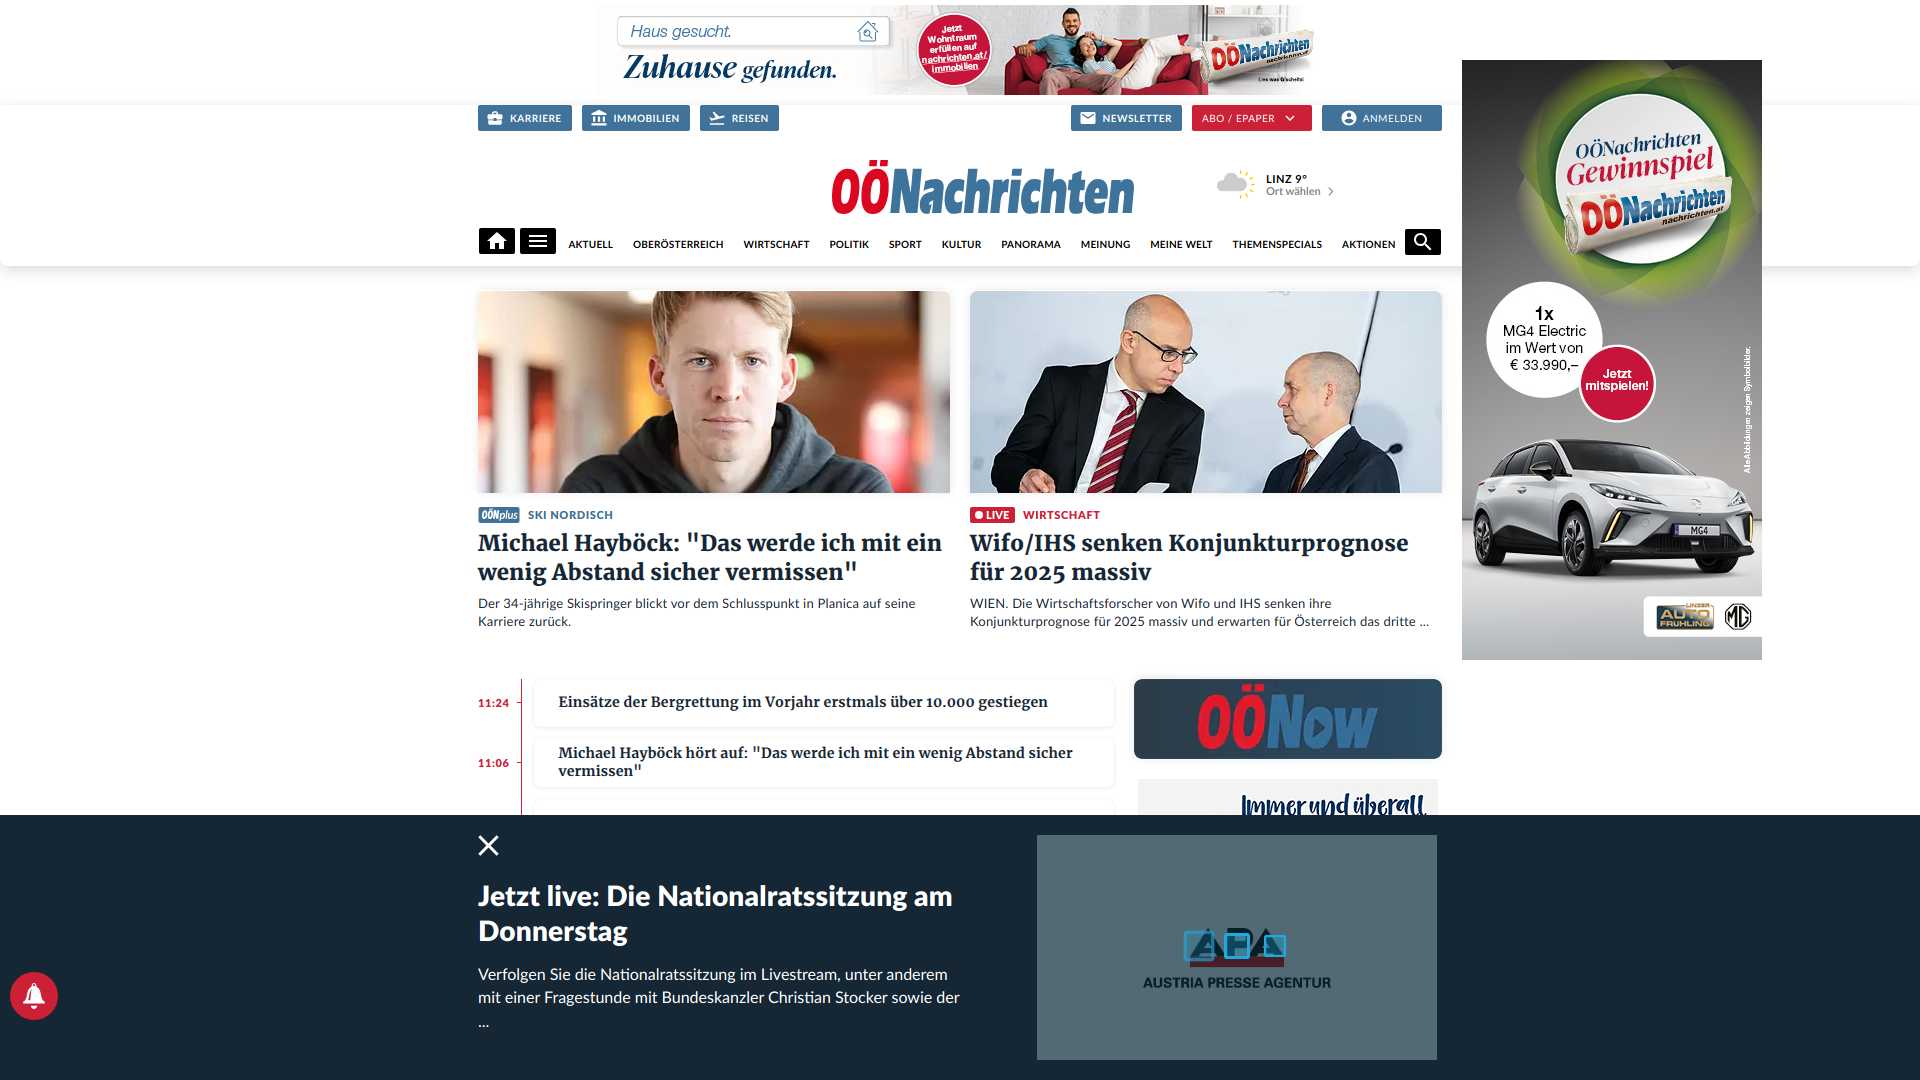 Haus gesucht.
Zuhause gefunden.
Jetzt
Wohntraum
erfüllen auf
nachrichten.at/
immobilien
OÖNachrichten
nachrichten.at
Lies was G'scheits!
KARRIERE
IMMOBILIEN
REISEN
NEWSLETTER
ABO / EPAPER
ANMELDEN
OÖNachrichten
LINZ 9°
Ort wählen
AKTUELL
OBERÖSTERREICH
WIRTSCHAFT
POLITIK
SPORT
KULTUR
PANORAMA
MEINUNG
MEINE WELT
THEMENSPECIALS
AKTIONEN
OÖNachrichten
Gewinnspiel
OÖNachrichten
nachrichten.at
1x
MG4 Electric
im Wert von
€ 33.990,–
Jetzt
mitspielen!
Alle Abbildungen zeigen Symbolbilder.
MG4
LINZER
AUTO
FRÜHLING
MG
OÖNplus SKI NORDISCH
Michael Hayböck: "Das werde ich mit ein
wenig Abstand sicher vermissen"
Der 34-jährige Skispringer blickt vor dem Schlusspunkt in Planica auf seine
Karriere zurück.
LIVE WIRTSCHAFT
Wifo/IHS senken Konjunkturprognose
für 2025 massiv
WIEN. Die Wirtschaftsforscher von Wifo und IHS senken ihre
Konjunkturprognose für 2025 massiv und erwarten für Österreich das dritte ...
11:24
Einsätze der Bergrettung im Vorjahr erstmals über 10.000 gestiegen
11:06
Michael Hayböck hört auf: "Das werde ich mit ein wenig Abstand sicher
vermissen"
OÖNow
Immer und überall
Jetzt live: Die Nationalratssitzung am
Donnerstag
Verfolgen Sie die Nationalratssitzung im Livestream, unter anderem
mit einer Fragestunde mit Bundeskanzler Christian Stocker sowie der
...
APA
AUSTRIA PRESSE AGENTUR